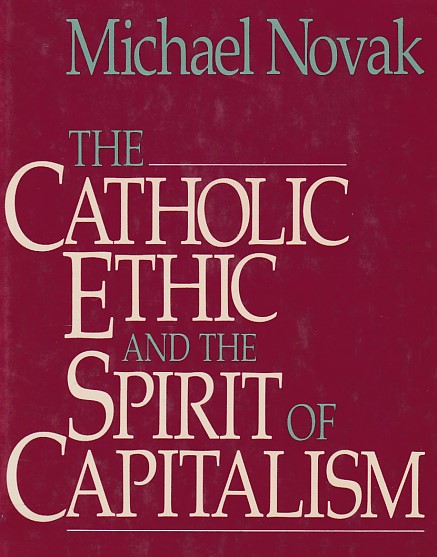 Michael Novak
THE
CATHOLIC
ETHIC
AND THE
SPIRIT OF
CAPITALISM